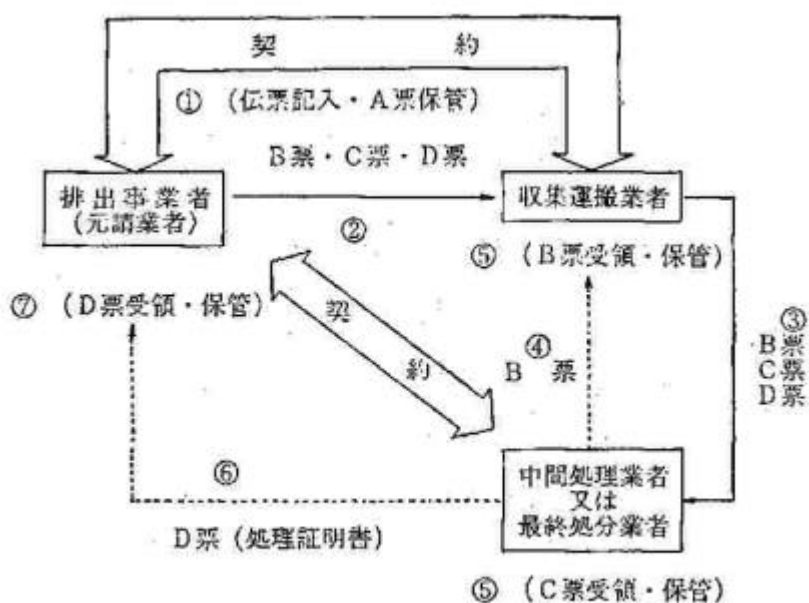 契約
① (伝票記入・A票保管)
B票・C票・D票
排出事業者
(元請業者)
収集運搬業者
②
⑤ (B票受領・保管)
⑦ (D票受領・保管)
契約
④
B票
③
B票
C票
D票
⑥
中間処理業者
又は
最終処分業者
D票 (処理証明書)
⑤ (C票受領・保管)